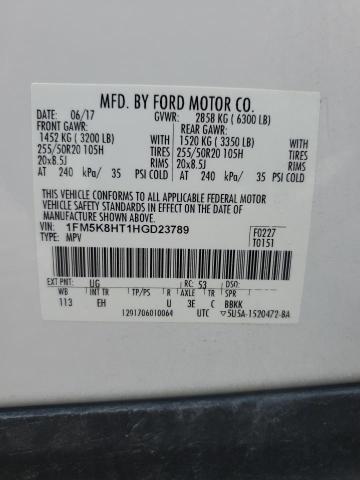 MFD. BY FORD MOTOR CO.
DATE: 06/17 GVWR: 2858 KG ( 6300 LB)
FRONT GAWR: REAR GAWR:
1452 KG ( 3200 LB) WITH 1520 KG ( 3350 LB) WITH
255/50R20 105H TIRES 255/50R20 105H TIRES
20x8.5J RIMS 20x8.5J RIMS
AT 240 kPa/ 35 PSI COLD AT 240 kPa/ 35 PSI COLD
THIS VEHICLE CONFORMS TO ALL APPLICABLE FEDERAL MOTOR
VEHICLE SAFETY STANDARDS IN EFFECT ON THE DATE OF
MANUFACTURE SHOWN ABOVE.
VIN: 1FM5K8HT1HGD23789 F0227
TYPE: MPV T0151
EXT PNT: UG RC: 53 DSO:
WB INT TR TP/PS R AXLE TR SPR
113 EH U 3E C BBKK
1291706010064 UTC ▽5U5A-1520472-BA